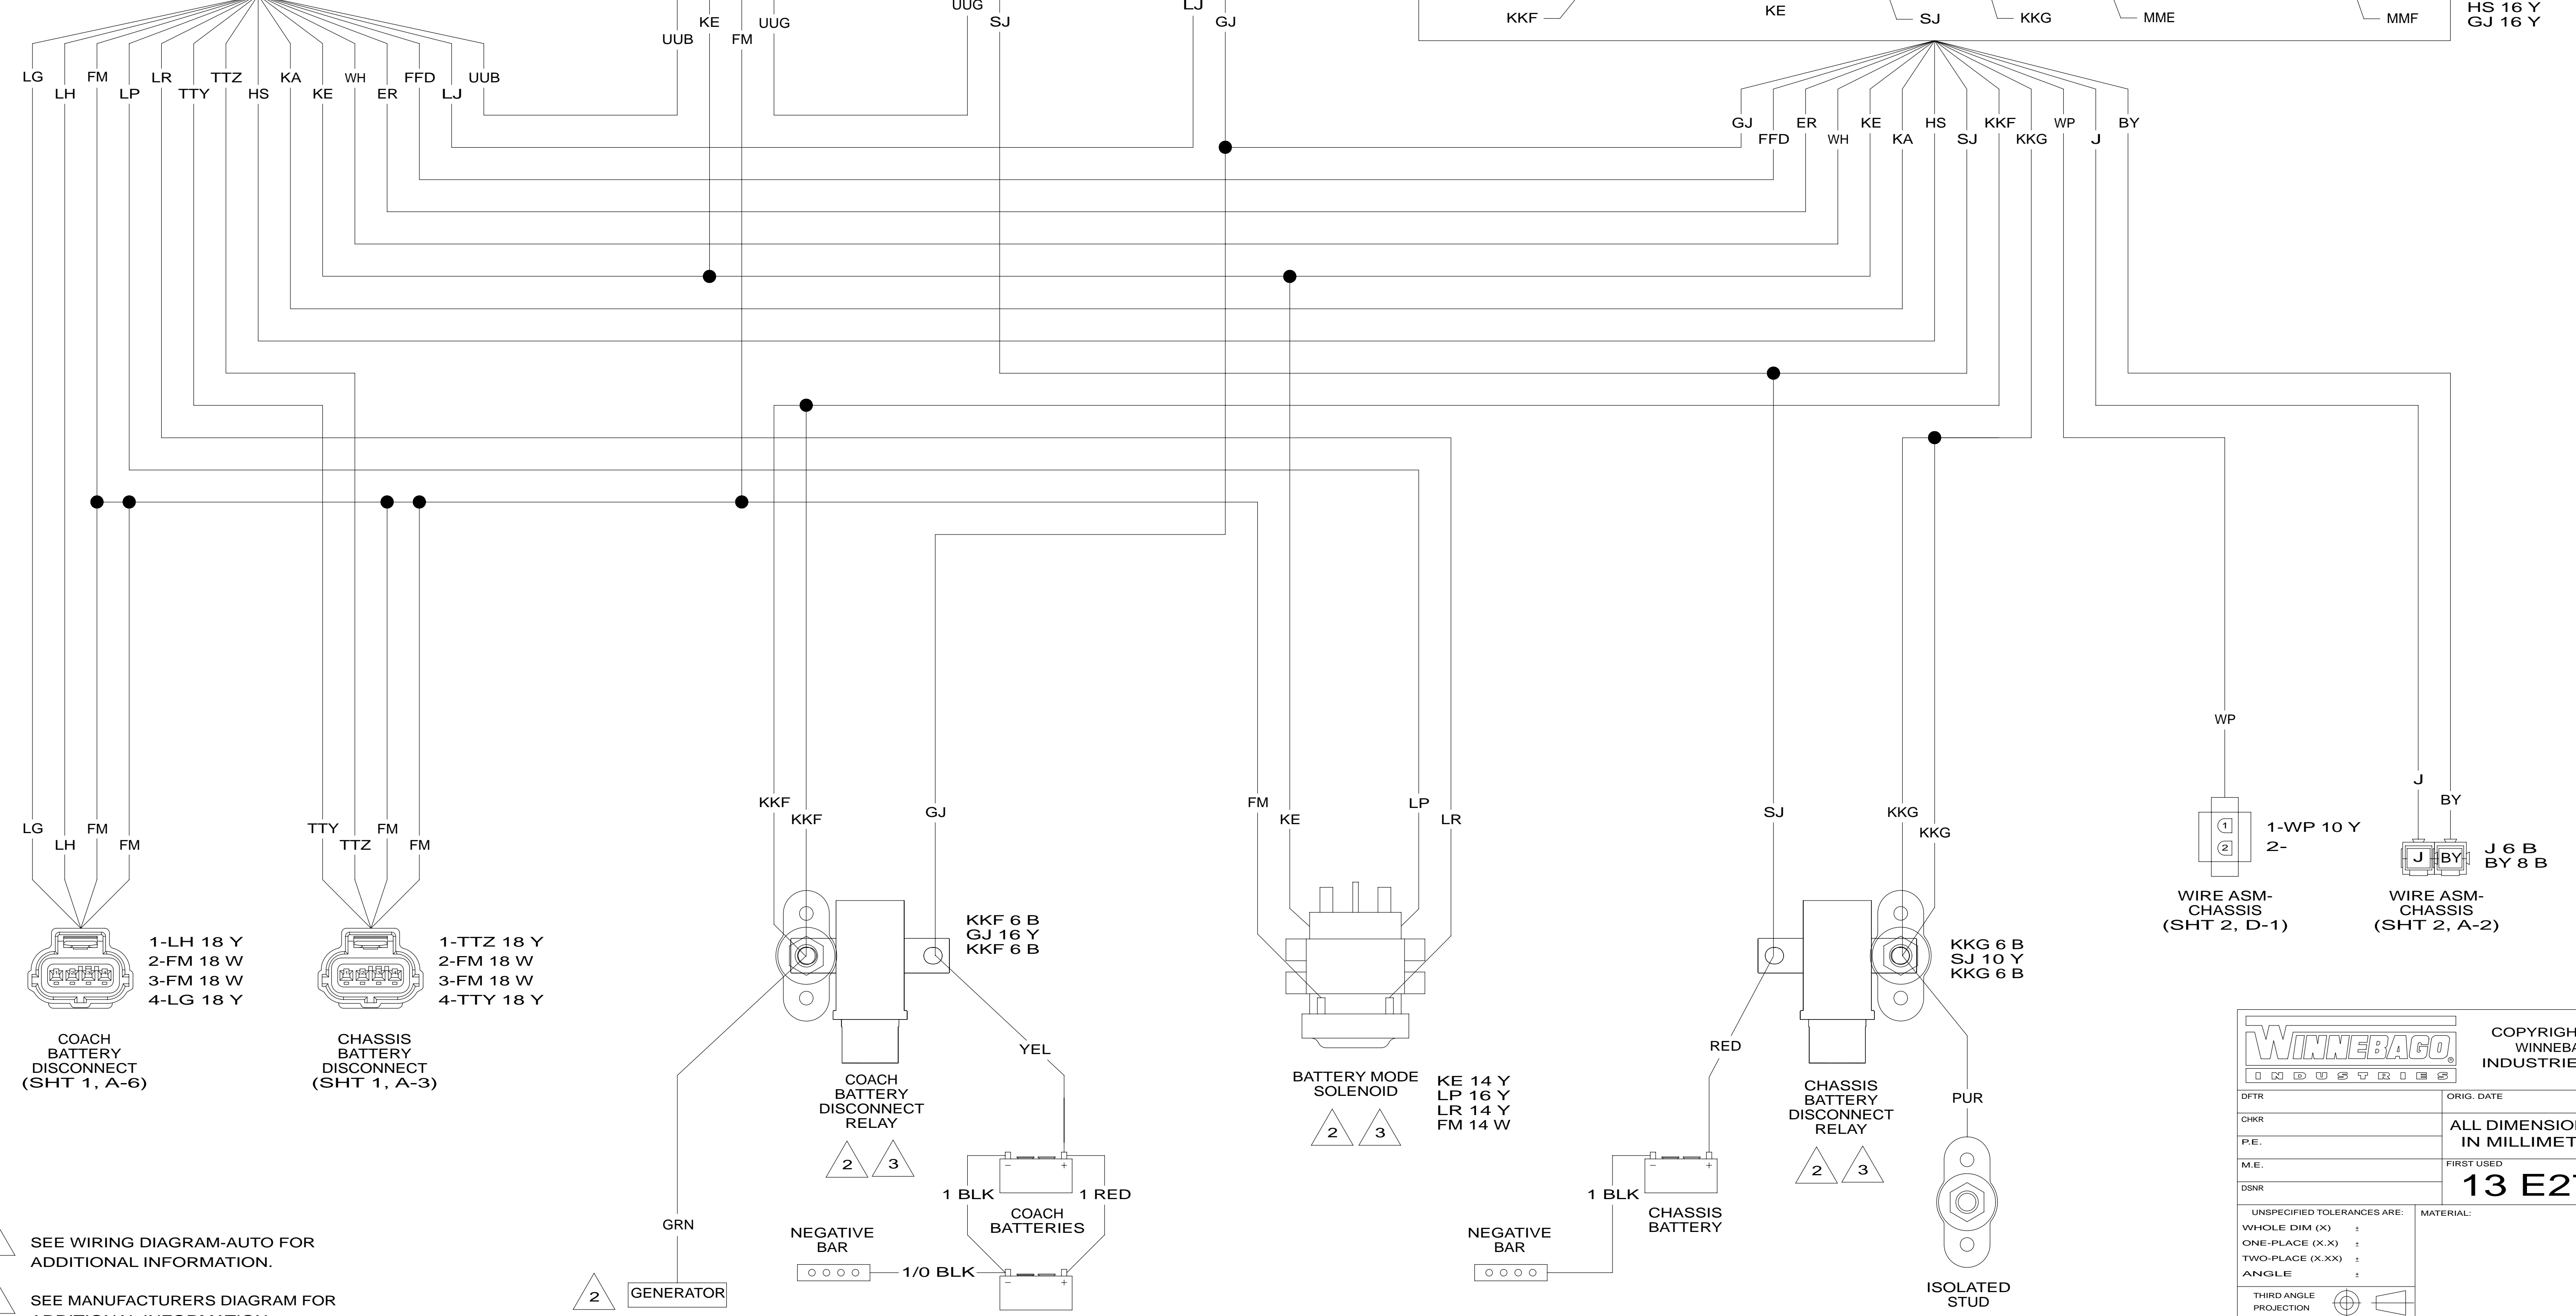 UUG
LJ
KKF
KE
SJ
KKG
MME
MMF
HS 16 Y
GJ 16 Y
UUB
KE
FM
UUG
SJ
GJ
LG
LH
FM
LP
LR
TTY
TTZ
HS
KA
KE
WH
ER
FFD
LJ
UUB
GJ
FFD
ER
WH
KE
KA
HS
SJ
KKF
KKG
WP
J
BY
WP
J
BY
LG
LH
FM
FM
TTY
TTZ
FM
FM
KKF
KKF
GJ
FM
KE
LP
LR
SJ
KKG
KKG
1
2
1-WP 10 Y
2-
WIRE ASM-
CHASSIS
(SHT 2, D-1)
J
BY
J 6 B
BY 8 B
WIRE ASM-
CHASSIS
(SHT 2, A-2)
1-LH 18 Y
2-FM 18 W
3-FM 18 W
4-LG 18 Y
COACH
BATTERY
DISCONNECT
(SHT 1, A-6)
1-TTZ 18 Y
2-FM 18 W
3-FM 18 W
4-TTY 18 Y
CHASSIS
BATTERY
DISCONNECT
(SHT 1, A-3)
KKF 6 B
GJ 16 Y
KKF 6 B
COACH
BATTERY
DISCONNECT
RELAY
2
3
YEL
GRN
2
GENERATOR
NEGATIVE
BAR
1/0 BLK
1 BLK
1 RED
- +
COACH
BATTERIES
- +
BATTERY MODE
SOLENOID
2
3
KE 14 Y
LP 16 Y
LR 14 Y
FM 14 W
KKG 6 B
SJ 10 Y
KKG 6 B
CHASSIS
BATTERY
DISCONNECT
RELAY
2
3
RED
PUR
1 BLK
- +
CHASSIS
BATTERY
NEGATIVE
BAR
ISOLATED
STUD
SEE WIRING DIAGRAM-AUTO FOR
ADDITIONAL INFORMATION.
SEE MANUFACTURERS DIAGRAM FOR
WINNEBAGO®
INDUSTRIES
COPYRIGH
WINNEBA
INDUSTRIE
DFTR
ORIG. DATE
CHKR
P.E.
ALL DIMENSION
IN MILLIMET
M.E.
FIRST USED
DSNR
13 E27
UNSPECIFIED TOLERANCES ARE:
MATERIAL:
WHOLE DIM (X) ±
ONE-PLACE (X.X) ±
TWO-PLACE (X.XX) ±
ANGLE ±
THIRD ANGLE
PROJECTION